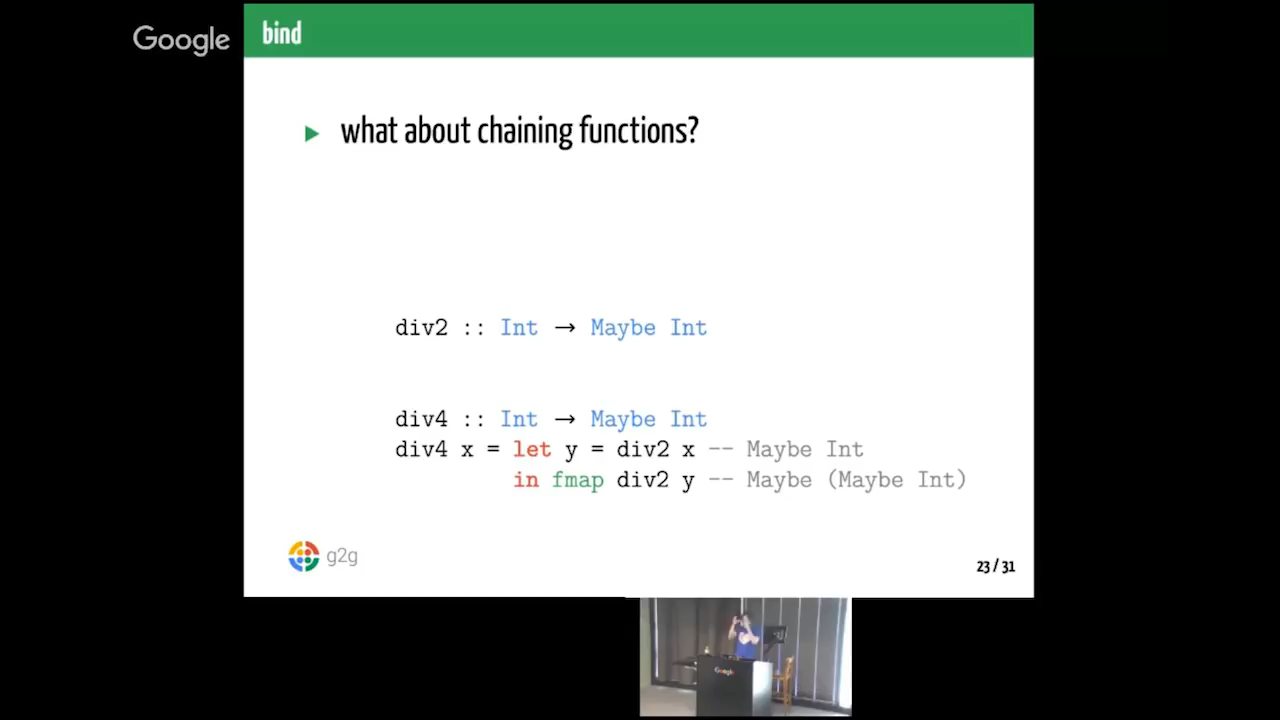 Google
bind
what about chaining functions?
div2 :: Int → Maybe Int
div4 :: Int → Maybe Int
div4 x = let y = div2 x -- Maybe Int
in fmap div2 y -- Maybe (Maybe Int)
g2g
23 / 31
Google